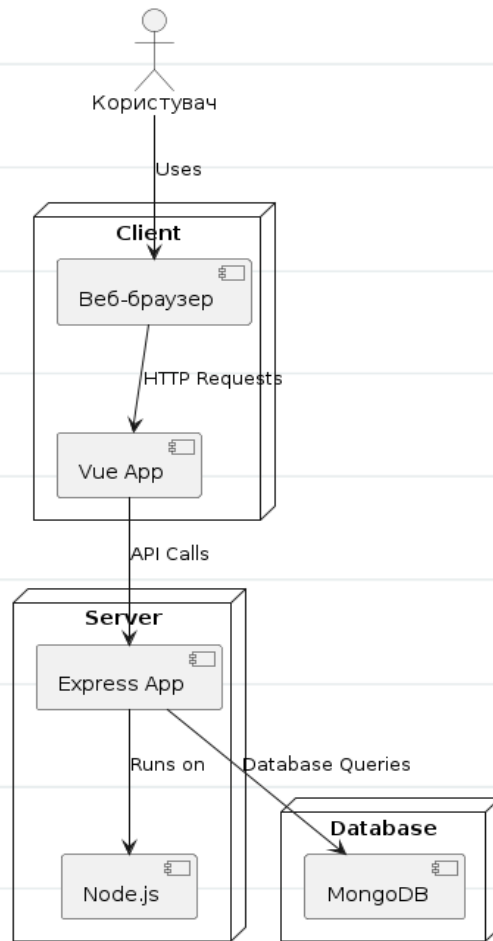 Користувач
Uses
Client
Веб-браузер
HTTP Requests
Vue App
API Calls
Server
Express App
Runs on
Database Queries
Database
Node.js
MongoDB